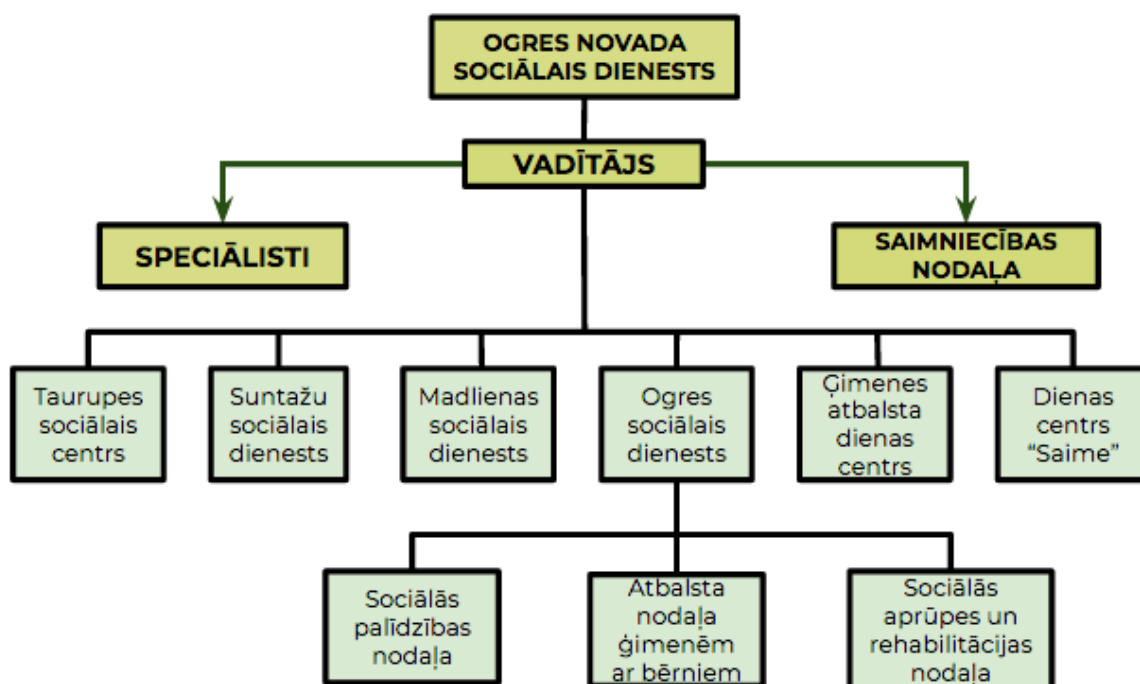 OGRES NOVADA
SOCIĀLAIS DIENESTS
VADĪTĀJS
SPECIĀLISTI
SAIMNIECĪBAS
NODAĻA
Taurupes
sociālais
centrs
Suntažu
sociālais
dienests
Madlienas
sociālais
dienests
Ogres
sociālais
dienests
Ģimenes
atbalsta
dienas
centrs
Dienas
centrs
“Saime”
Sociālās
palīdzības
nodaļa
Atbalsta
nodaļa
ģimenēm
ar bērniem
Sociālās
aprūpes un
rehabilitācijas
nodaļa